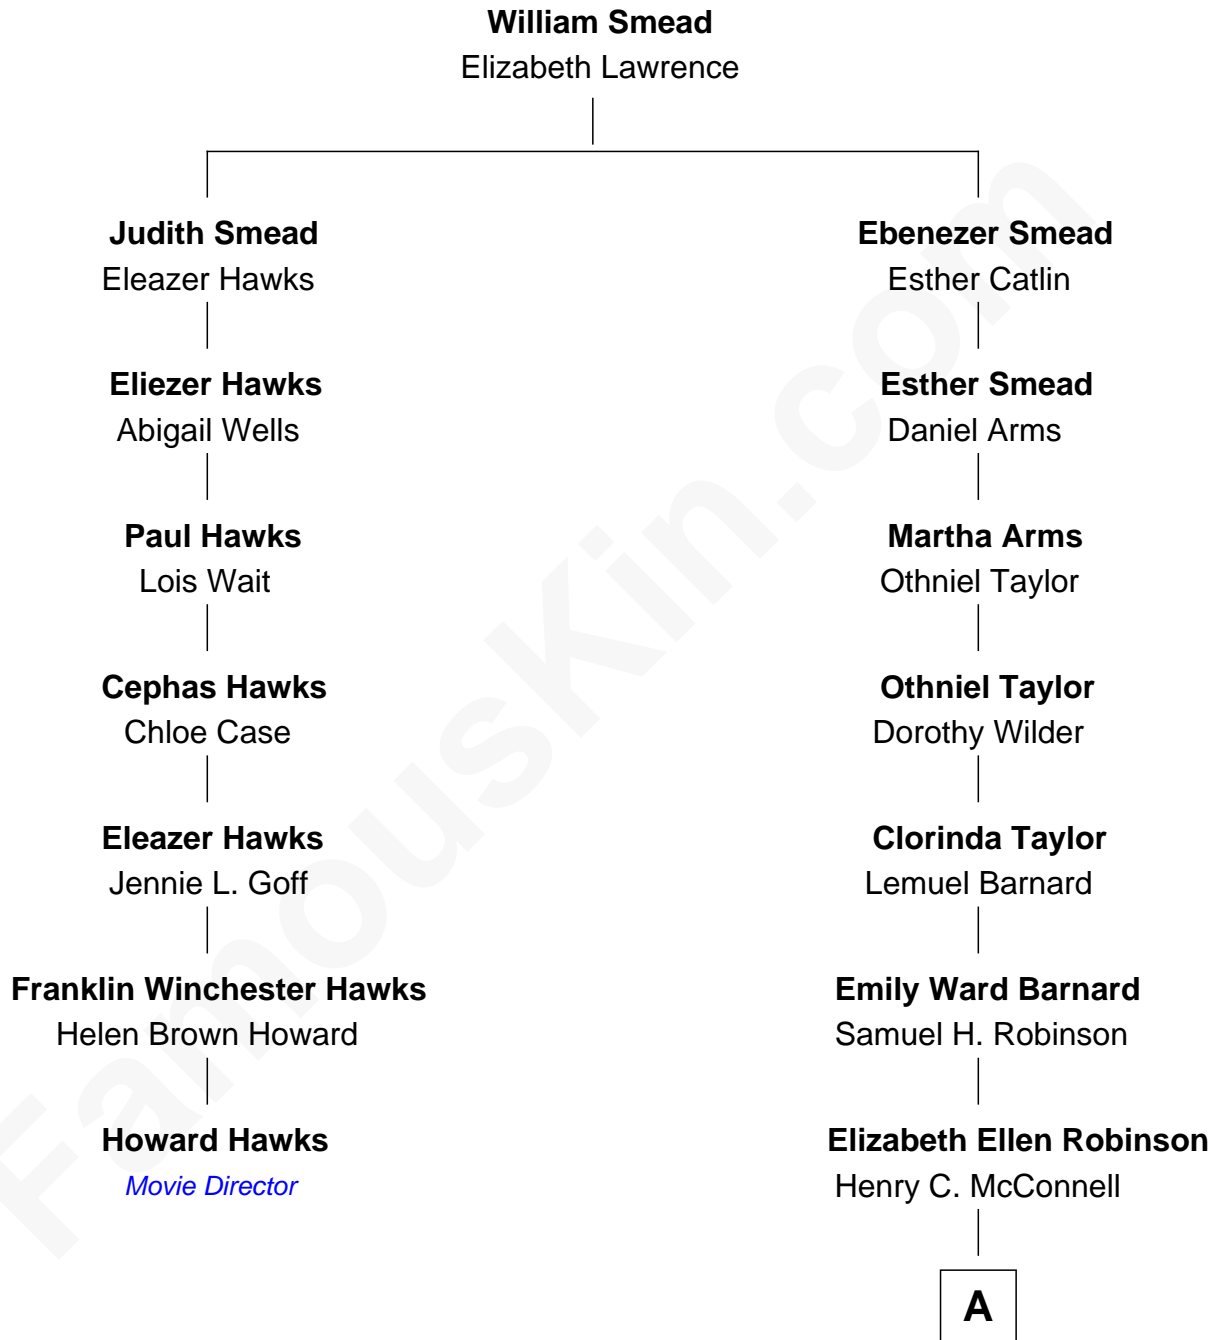 William Smead
Elizabeth Lawrence
Judith Smead
Eleazer Hawks
Ebenezer Smead
Esther Catlin
Eliezer Hawks
Abigail Wells
Esther Smead
Daniel Arms
Paul Hawks
Lois Wait
Martha Arms
Othniel Taylor
Cephas Hawks
Chloe Case
Othniel Taylor
Dorothy Wilder
Eleazer Hawks
Jennie L. Goff
Clorinda Taylor
Lemuel Barnard
Franklin Winchester Hawks
Helen Brown Howard
Emily Ward Barnard
Samuel H. Robinson
Howard Hawks
Movie Director
Elizabeth Ellen Robinson
Henry C. McConnell
A
FamousKin.com